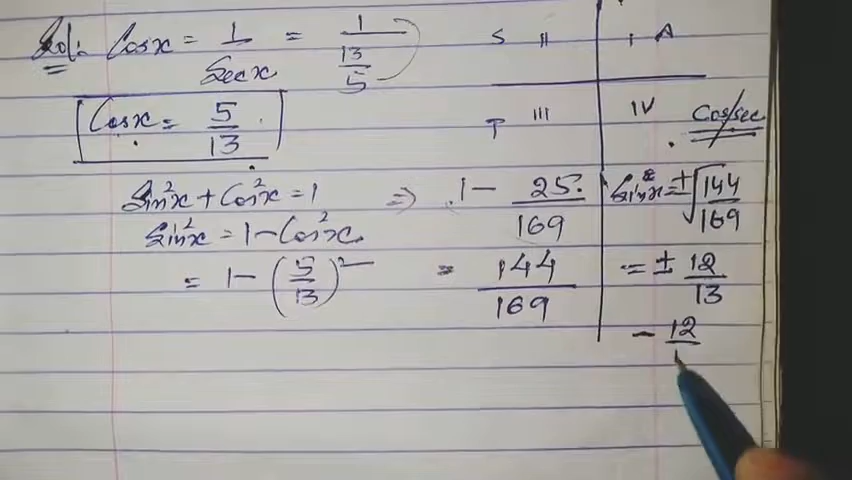 Sol: Cosx = 1/Secx = 1/(13/5)
S II I A
Cosx = 5/13
T III IV Cos/sec
Sin²x + Cos²x = 1 => 1 - 25/169
Sin²x = 1 - Cos²x
= 1 - (5/13)² = 144/169
Sinx = ± √144/169
= ± 12/13
- 12/1